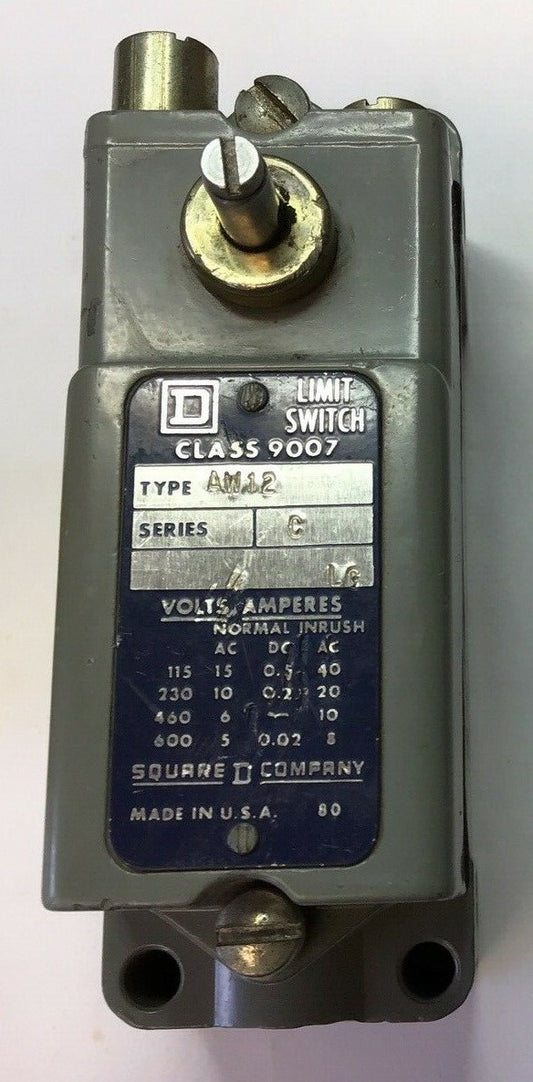 D LIMIT
SWITCH
CLASS 9007
TYPE AW12
SERIES C
LC
VOLTS AMPERES
NORMAL INRUSH
AC DC AC
115 15 0.5 40
230 10 0.2 20
460 6 — 10
600 5 0.02 8
SQUARE D COMPANY
MADE IN U.S.A. 80